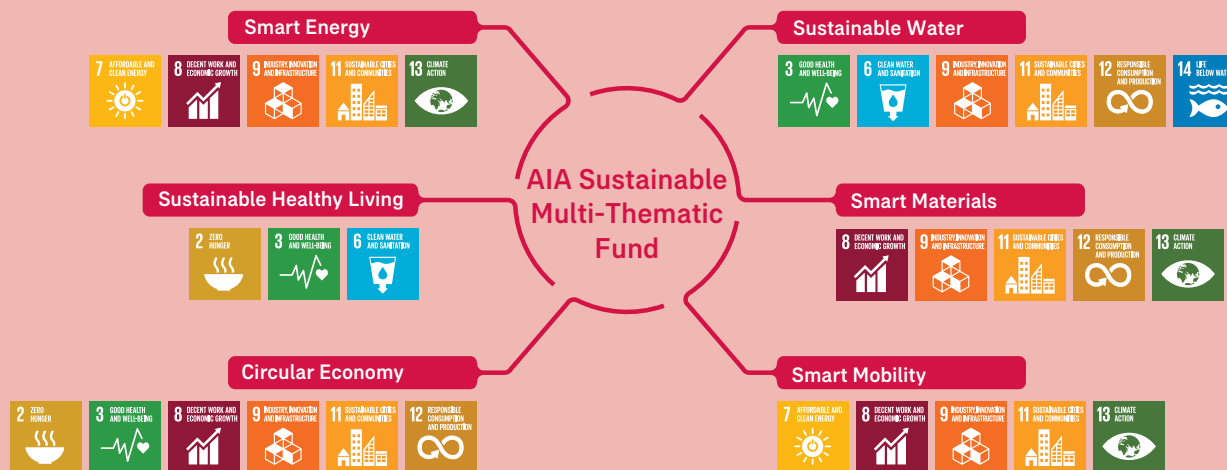 Smart Energy
7 AFFORDABLE AND
CLEAN ENERGY
8 DECENT WORK AND
ECONOMIC GROWTH
9 INDUSTRY, INNOVATION
AND INFRASTRUCTURE
11 SUSTAINABLE CITIES
AND COMMUNITIES
13 CLIMATE
ACTION
Sustainable Water
3 GOOD HEALTH
AND WELL-BEING
6 CLEAN WATER
AND SANITATION
9 INDUSTRY, INNOVATION
AND INFRASTRUCTURE
11 SUSTAINABLE CITIES
AND COMMUNITIES
12 RESPONSIBLE
CONSUMPTION
AND PRODUCTION
14 LIFE
BELOW WAT
AIA Sustainable
Multi-Thematic
Fund
Sustainable Healthy Living
2 ZERO
HUNGER
3 GOOD HEALTH
AND WELL-BEING
6 CLEAN WATER
AND SANITATION
Smart Materials
8 DECENT WORK AND
ECONOMIC GROWTH
9 INDUSTRY, INNOVATION
AND INFRASTRUCTURE
11 SUSTAINABLE CITIES
AND COMMUNITIES
12 RESPONSIBLE
CONSUMPTION
AND PRODUCTION
13 CLIMATE
ACTION
Circular Economy
2 ZERO
HUNGER
3 GOOD HEALTH
AND WELL-BEING
8 DECENT WORK AND
ECONOMIC GROWTH
9 INDUSTRY, INNOVATION
AND INFRASTRUCTURE
11 SUSTAINABLE CITIES
AND COMMUNITIES
12 RESPONSIBLE
CONSUMPTION
AND PRODUCTION
Smart Mobility
7 AFFORDABLE AND
CLEAN ENERGY
8 DECENT WORK AND
ECONOMIC GROWTH
9 INDUSTRY, INNOVATION
AND INFRASTRUCTURE
11 SUSTAINABLE CITIES
AND COMMUNITIES
13 CLIMATE
ACTION